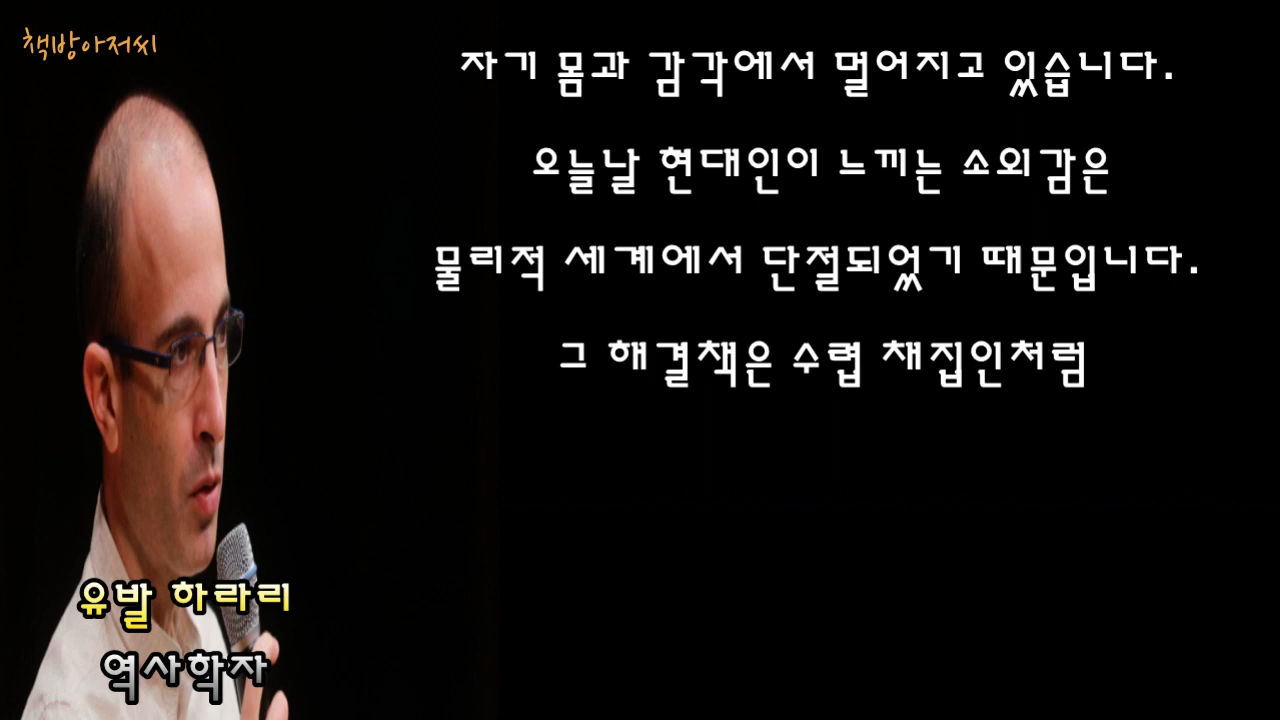 책방아저씨
자기 몸과 감각에서 멀어지고 있습니다.
오늘날 현대인이 느끼는 소외감은
물리적 세계에서 단절되었기 때문입니다.
그 해결책은 수렵 채집인처럼
유발 하라리
역사학자